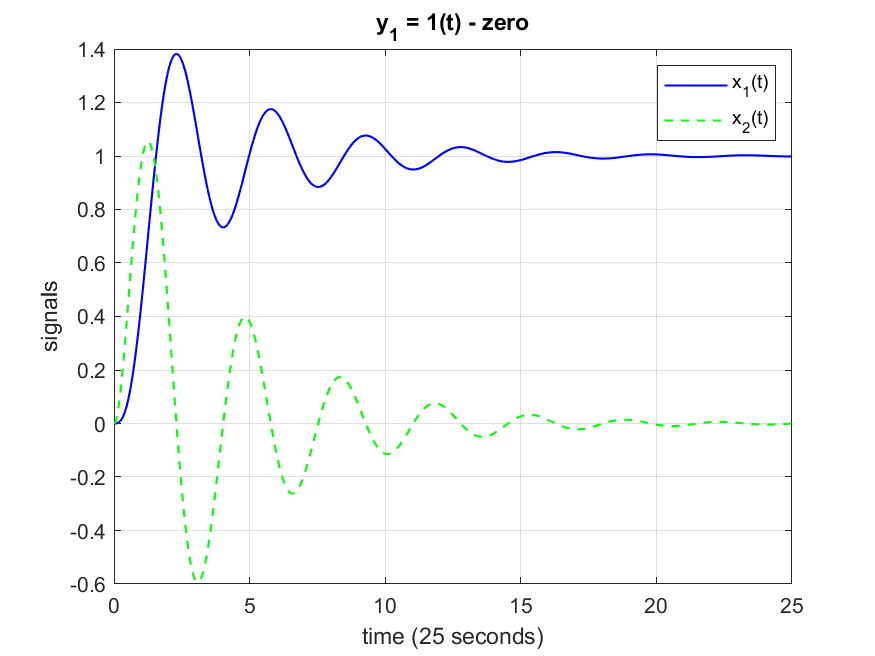 y₁ = 1(t) - zero
x₁(t)
x₂(t)
1.4
1.2
1
0.8
0.6
0.4
0.2
0
-0.2
-0.4
-0.6
signals
0 5 10 15 20 25
time (25 seconds)